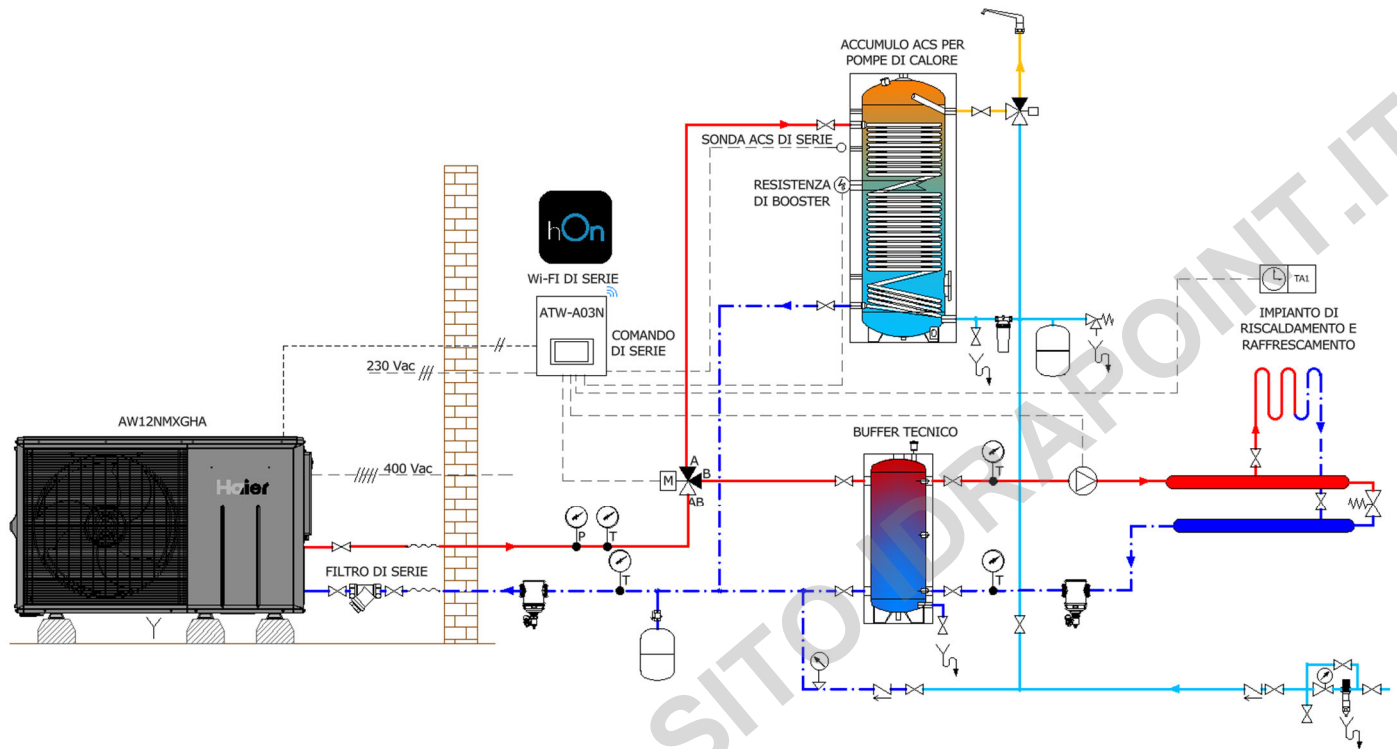 ACCUMULO ACS PER
POMPE DI CALORE
SONDA ACS DI SERIE
RESISTENZA
DI BOOSTER
hOn
Wi-FI DI SERIE
ATW-A03N
COMANDO
DI SERIE
230 Vac
TA1
IMPIANTO DI
RISCALDAMENTO E
RAFFRESCAMENTO
AW12NMXGHA
400 Vac
Haier
BUFFER TECNICO
M
A
B
AB
T
P
T
T
T
FILTRO DI SERIE
SITO IDRAPOINT.IT